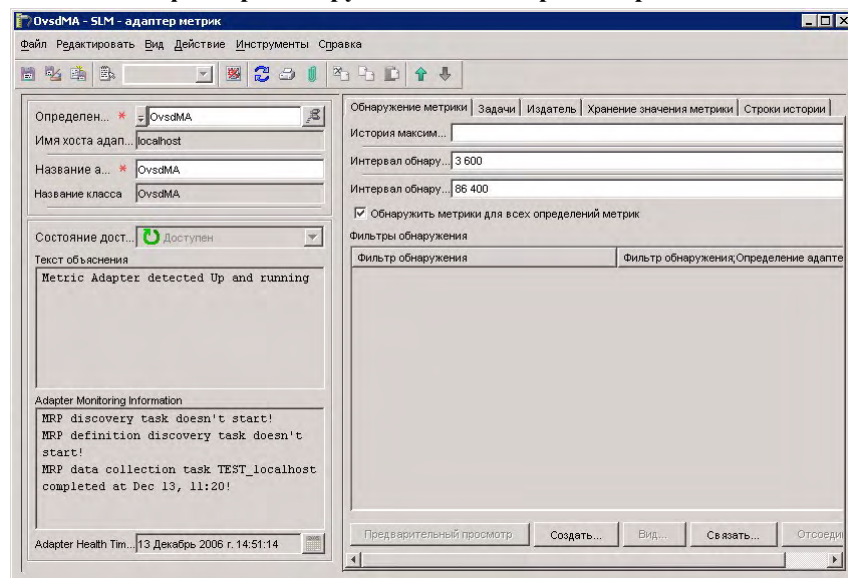 OvsdMA - SLM - адаптер метрик
Файл Редактировать Вид Действие Инструменты Справка
Определен... * OvsdMA
Имя хоста адап... localhost
Название а... * OvsdMA
Название класса OvsdMA
Состояние дост... Доступен
Текст объяснения
Metric Adapter detected Up and running
Adapter Monitoring Information
MRP discovery task doesn't start!
MRP definition discovery task doesn't
start!
MRP data collection task TEST_localhost
completed at Dec 13, 11:20!
Adapter Health Tim... 13 Декабрь 2006 г. 14:51:14
Обнаружение метрики Задачи Издатель Хранение значения метрики Строки истории
История максим...
Интервал обнару... 3 600
Интервал обнару... 86 400
Обнаружить метрики для всех определений метрик
Фильтры обнаружения
Фильтр обнаружения Фильтр обнаружения;Определение адапте
Предварительный просмотр Создать... Вид... Связать... Отсоеди